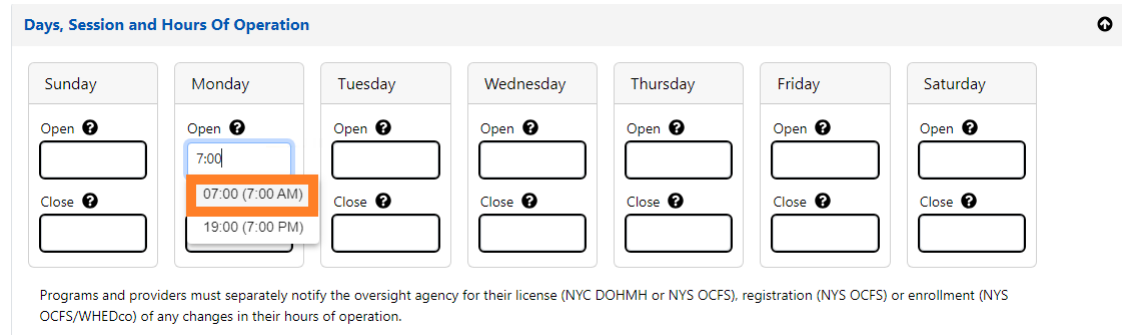 Days, Session and Hours Of Operation
Sunday Monday Tuesday Wednesday Thursday Friday Saturday
Open ? Open ? Open ? Open ? Open ? Open ? Open ?
7:00
07:00 (7:00 AM)
Close ? Close ? Close ? Close ? Close ? Close ?
19:00 (7:00 PM)
Programs and providers must separately notify the oversight agency for their license (NYC DOHMH or NYS OCFS), registration (NYS OCFS) or enrollment (NYS
OCFS/WHEDco) of any changes in their hours of operation.